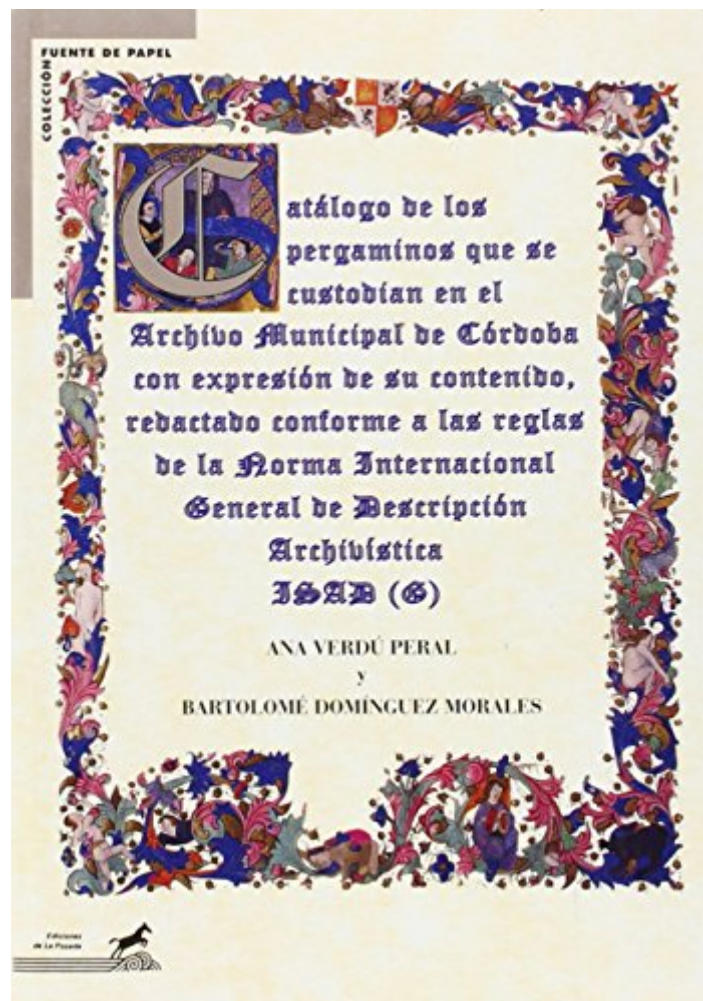 COLECCIÓN
FUENTE DE PAPEL
Catálogo de los
pergaminos que se
custodian en el
Archivo Municipal de Córdoba
con expresión de su contenido,
redactado conforme a las reglas
de la Norma Internacional
General de Descripción
Archivística
ISAD (G)
ANA VERDÚ PERAL
y
BARTOLOMÉ DOMÍNGUEZ MORALES
Ediciones
de La Posada